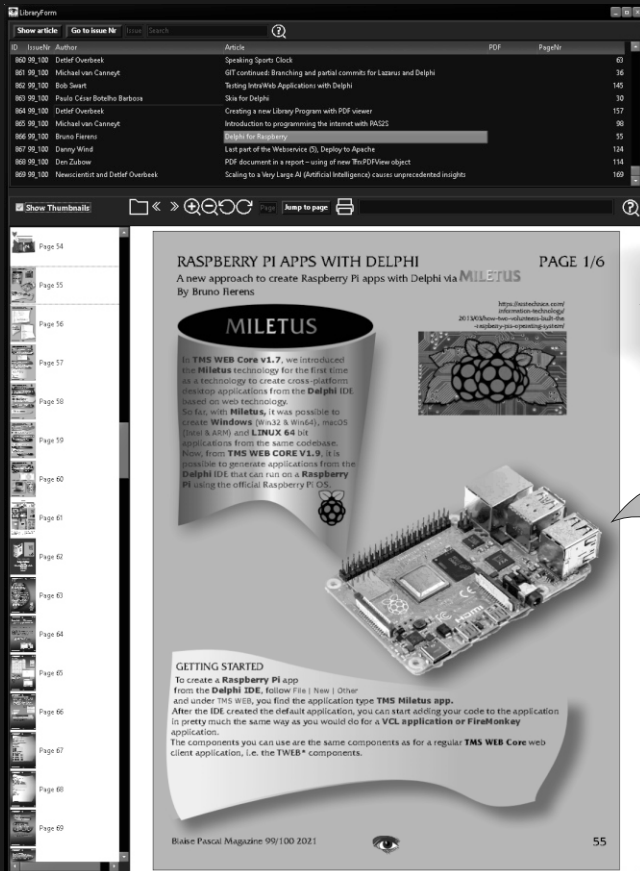 LibraryForm
Show article Go to issue Nr Issue Search
ID IssueNr Author Article PDF PageNr
860 99_100 Detlef Overbeek Speaking Sports Clock 63
861 99_100 Michael van Canneyt GIT continued: Branching and partial commits for Lazarus and Delphi 36
862 99_100 Bob Swart Testing IntraWeb Applications with Delphi 145
863 99_100 Paulo César Botelho Barbosa Skia for Delphi 30
864 99_100 Detlef Overbeek Creating a new Library Program with PDF viewer 157
865 99_100 Michael van Canneyt Introduction to programming the internet with PAS2S 98
866 99_100 Bruno Fierens Delphi for Raspberry 55
867 99_100 Danny Wind Last part of the Webservice (5), Deploy to Apache 124
868 99_100 Den Zubow PDF document in a report – using of new TfrxPDFView object 114
869 99_100 Newscientist and Detlef Overbeek Scaling to a Very Large AI (Artificial Intelligence) causes unprecedented insights 169
Show Thumbnails Page Jump to page
Page 54
Page 55
Page 56
Page 57
Page 58
Page 59
Page 60
Page 61
Page 62
Page 63
Page 64
Page 65
Page 66
Page 67
Page 68
Page 69
RASPBERRY PI APPS WITH DELPHI PAGE 1/6
A new approach to create Raspberry Pi apps with Delphi via MILETUS
By Bruno Fierens
information-technology/
-raspberry-pis-operating-system/
MILETUS
In TMS WEB Core v1.7, we introduced
the Miletus technology for the first time
as a technology to create cross-platform
desktop applications from the Delphi IDE
based on web technology.
So far, with Miletus, it was possible to
create Windows (Win32 & Win64), macOS
(Intel & ARM) and LINUX 64 bit
applications from the same codebase.
Now, from TMS WEB CORE V1.9, it is
possible to generate applications from the
Delphi IDE that can run on a Raspberry
Pi using the official Raspberry Pi OS.
HDMI
GETTING STARTED
To create a Raspberry Pi app
from the Delphi IDE, follow File | New | Other
and under TMS WEB, you find the application type TMS Miletus app.
After the IDE created the default application, you can start adding your code to the application
in pretty much the same way as you would do for a VCL application or FireMonkey
application.
The components you can use are the same components as for a regular TMS WEB Core web
client application, i.e. the TWEB* components.
Blaise Pascal Magazine 99/100 2021 55